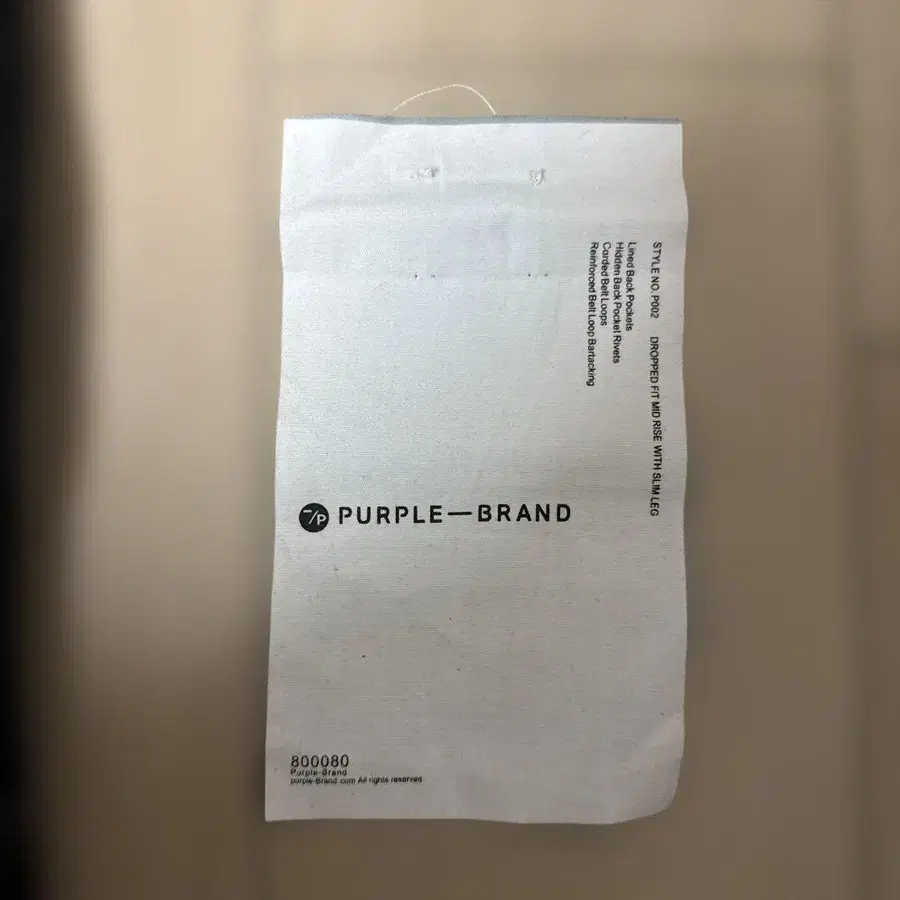 STYLE NO. P002 DROPPED FIT MID RISE WITH SLIM LEG
Lined Back Pockets
Hidden Back Pocket Rivets
Corded Belt Loops
Reinforced Belt Loop Bartacking
-/P PURPLE—BRAND
800080
Purple-Brand
purple-Brand.com All rights reserved